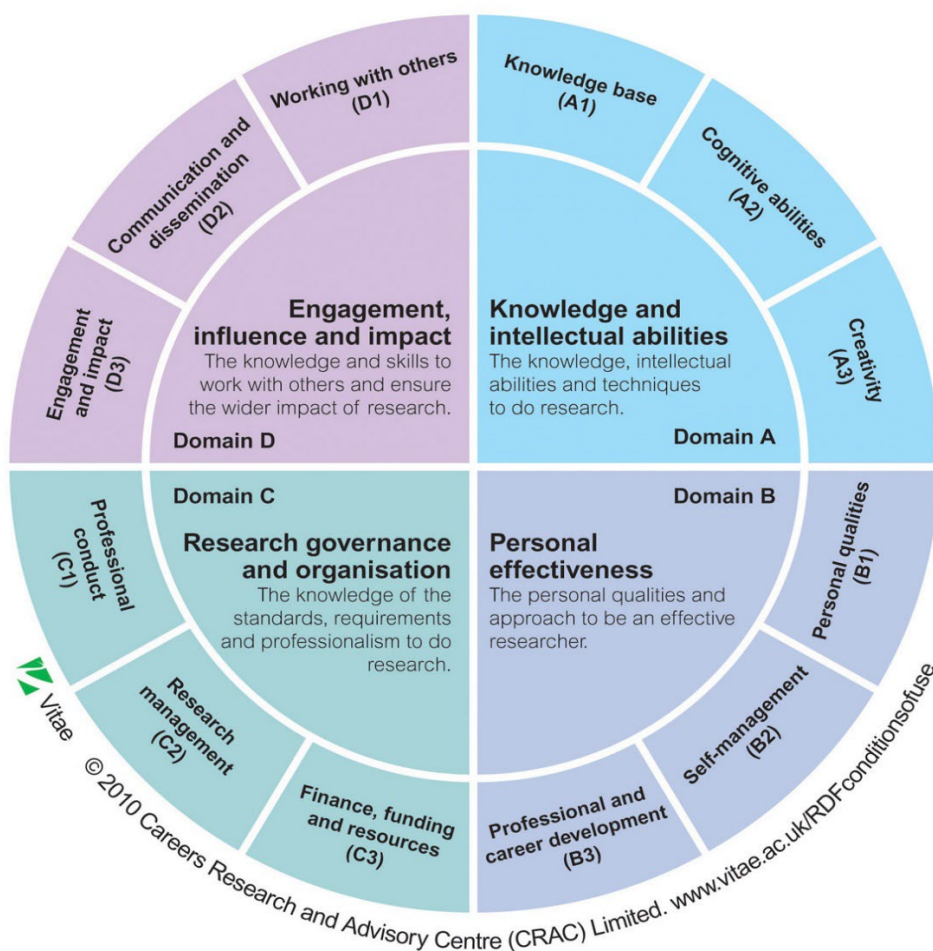 Working with others
(D1)
Knowledge base
(A1)
Communication and
dissemination
(D2)
Cognitive abilities
(A2)
Engagement
and impact
(D3)
Creativity
(A3)
Engagement,
influence and impact
The knowledge and skills to
work with others and ensure
the wider impact of research.
Domain D
Knowledge and
intellectual abilities
The knowledge, intellectual
abilities and techniques
to do research.
Domain A
Domain C
Research governance
and organisation
The knowledge of the
standards, requirements
and professionalism to do
research.
Domain B
Personal
effectiveness
The personal qualities and
approach to be an effective
researcher.
Professional
conduct
(C1)
Personal qualities
(B1)
Research
management
(C2)
Self-management
(B2)
Finance, funding
and resources
(C3)
Professional and
career development
(B3)
Vitae
© 2010 Careers Research and Advisory Centre (CRAC) Limited. www.vitae.ac.uk/RDFconditionsofuse